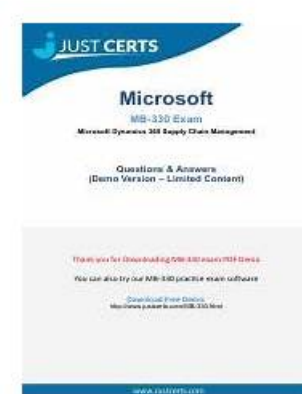 JUST CERTS
Microsoft
MB-330 Exam
Microsoft Dynamics 365 Supply Chain Management
Questions & Answers
(Demo Version – Limited Content)
Thank you for Downloading MB-330 exam PDF Demo
You can also try our MB-330 practice exam software
Download Free Demo
www.justcerts.com